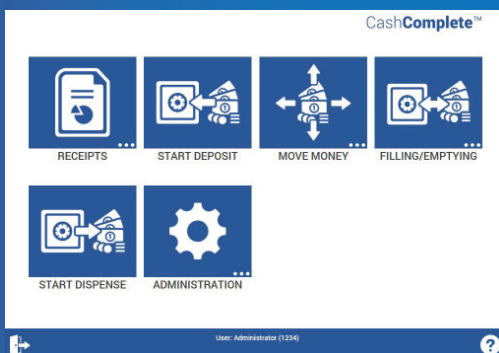 CashComplete™
RECEIPTS
START DEPOSIT
MOVE MONEY
FILLING/EMPTYING
START DISPENSE
ADMINISTRATION
User: Administrator (1234)
?